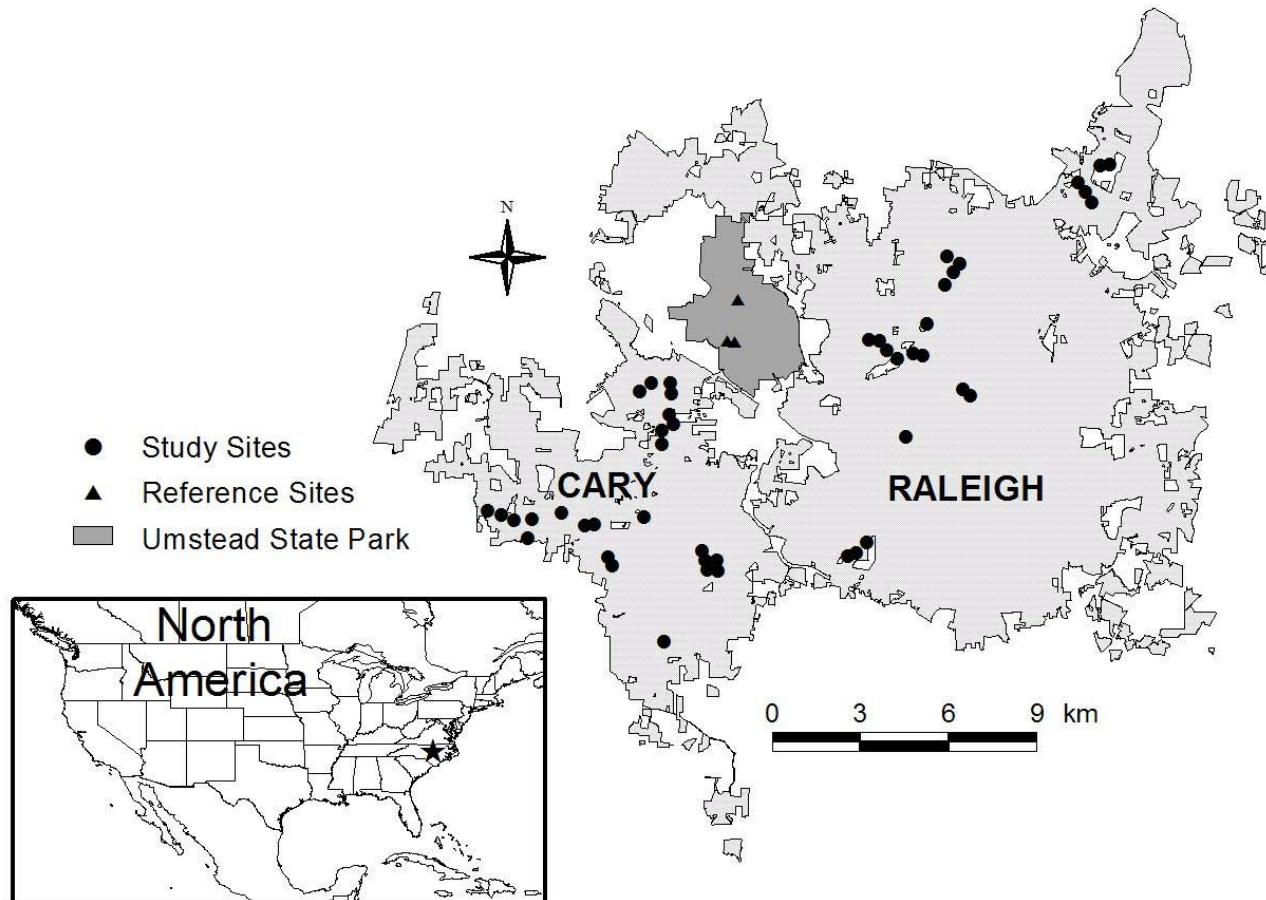 N
Study Sites
Reference Sites
Umstead State Park
CARY
RALEIGH
North
America
0 3 6 9 km